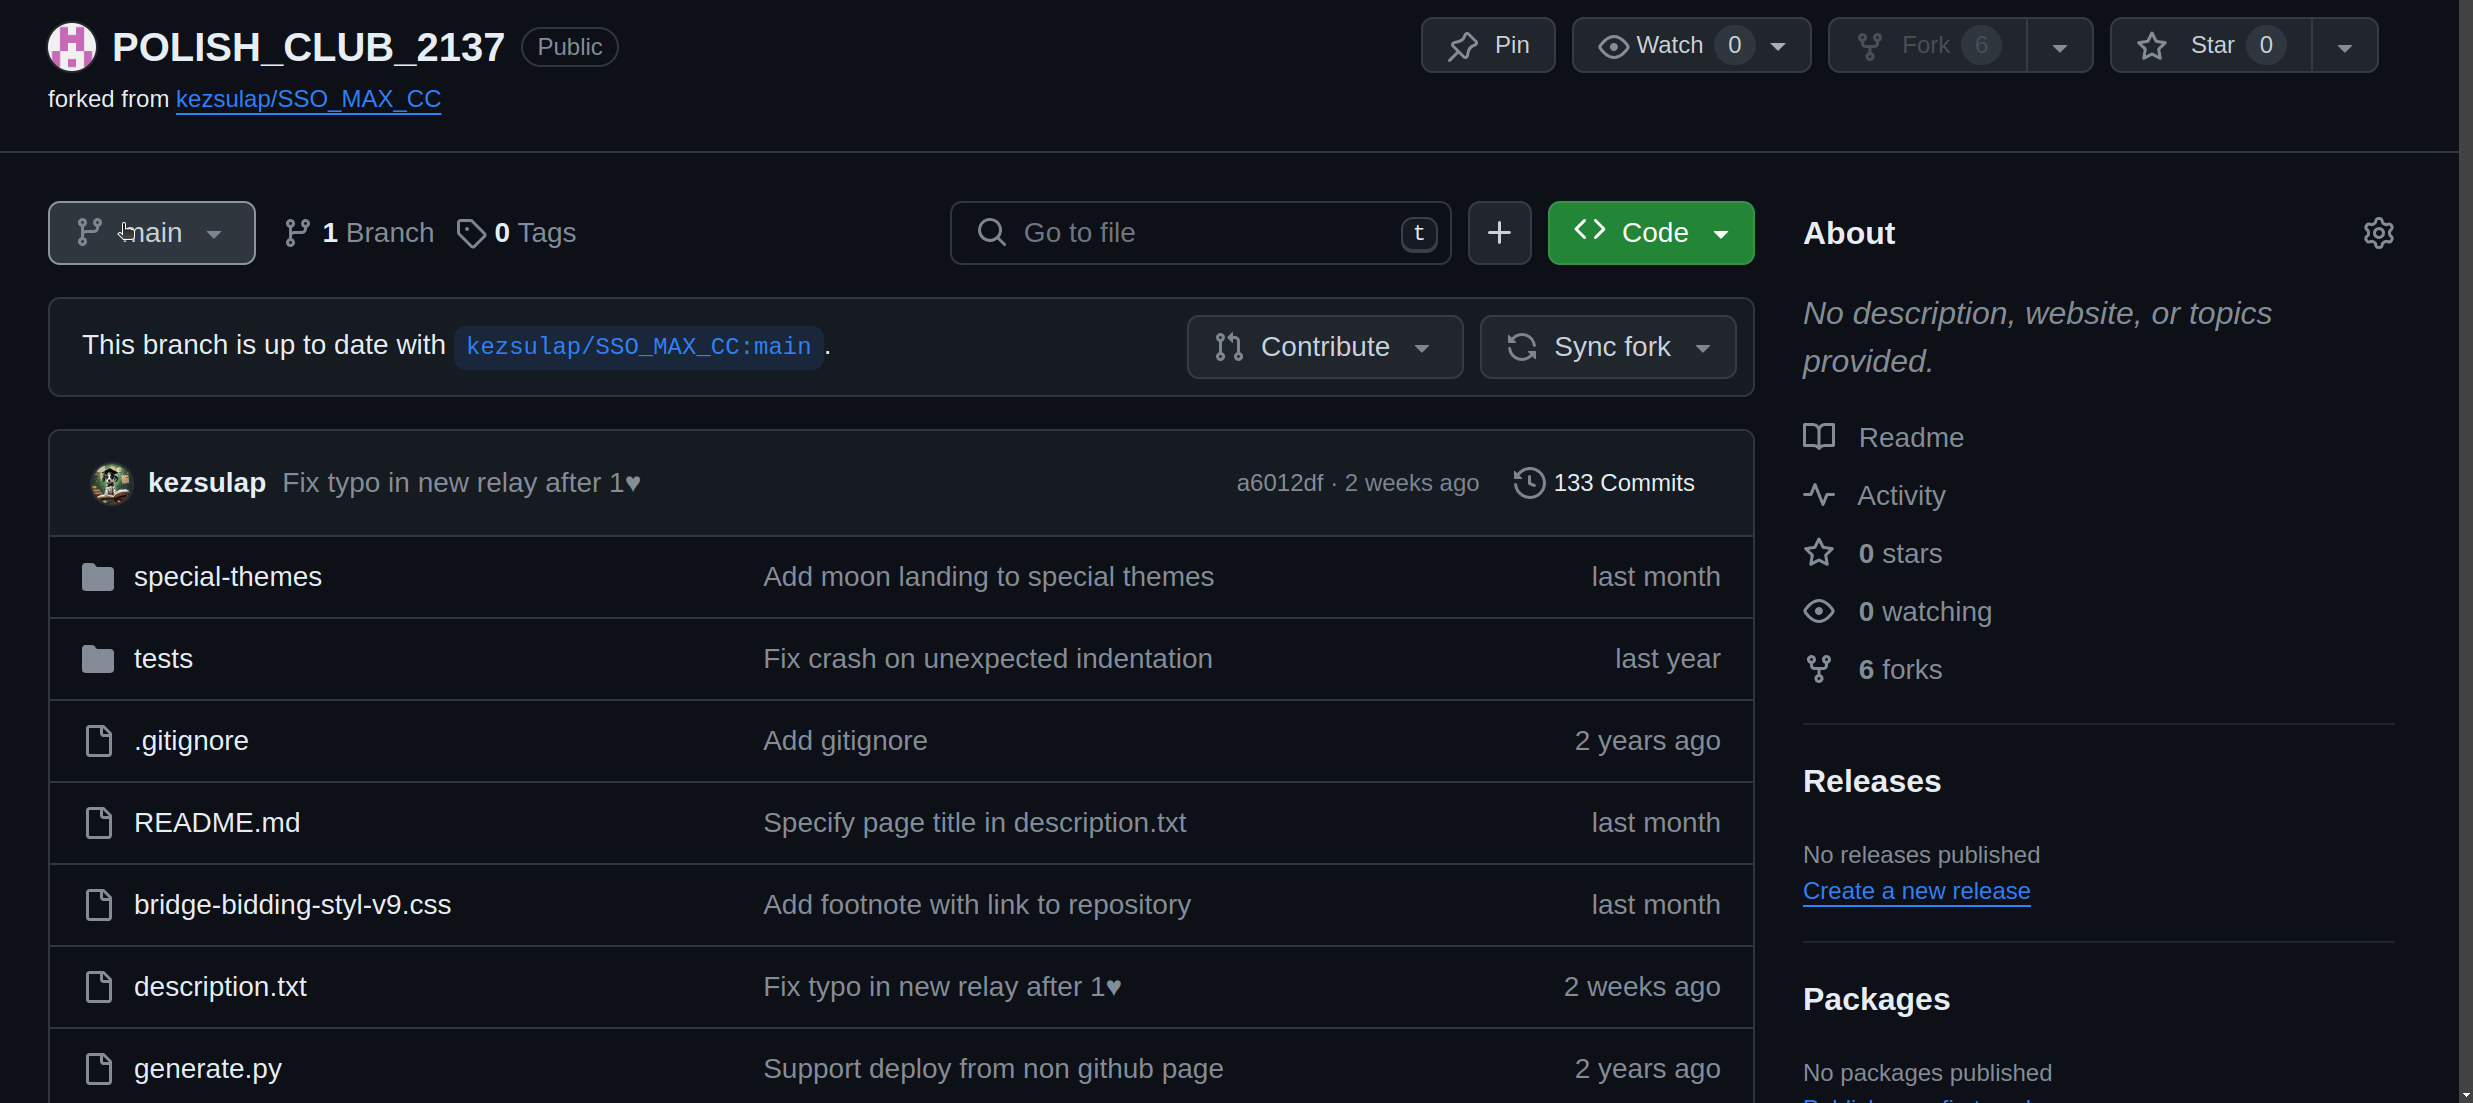 POLISH_CLUB_2137 Public
Pin Watch 0 Fork 6 Star 0
forked from kezsulap/SSO_MAX_CC
main 1 Branch 0 Tags
Go to file t
Code
This branch is up to date with kezsulap/SSO_MAX_CC:main.
Contribute Sync fork
kezsulap Fix typo in new relay after 1♥ a6012df · 2 weeks ago 133 Commits
special-themes Add moon landing to special themes last month
tests Fix crash on unexpected indentation last year
.gitignore Add gitignore 2 years ago
README.md Specify page title in description.txt last month
bridge-bidding-styl-v9.css Add footnote with link to repository last month
description.txt Fix typo in new relay after 1♥ 2 weeks ago
generate.py Support deploy from non github page 2 years ago
About
No description, website, or topics
provided.
Readme
Activity
0 stars
0 watching
6 forks
Releases
No releases published
Create a new release
Packages
No packages published